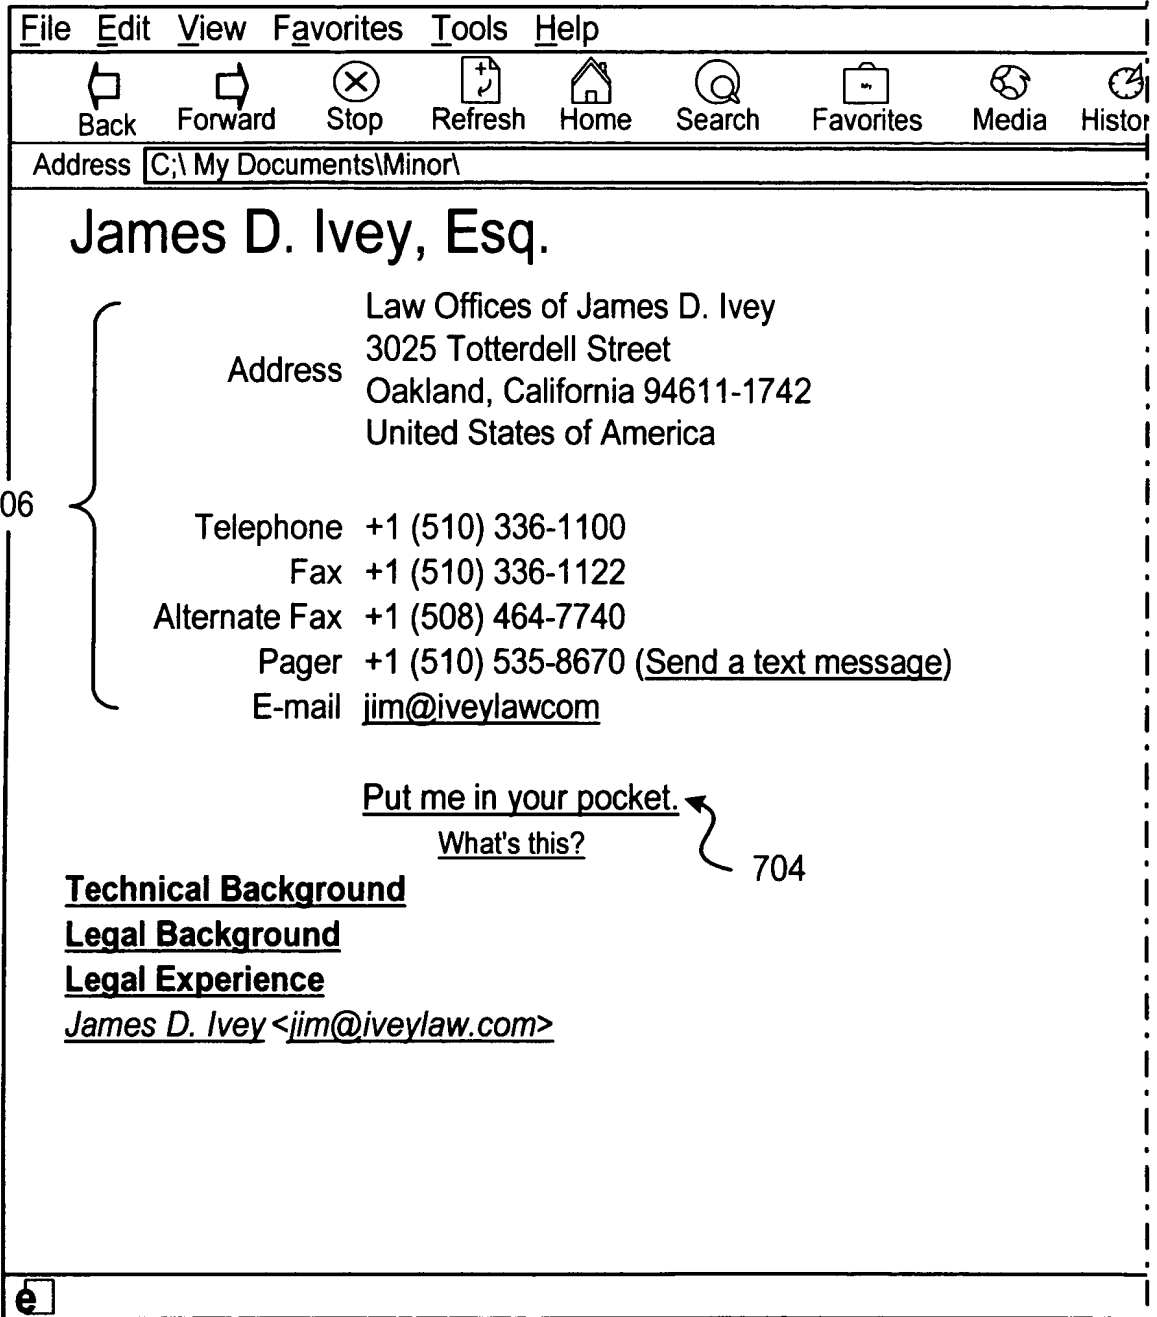 File Edit View Favorites Tools Help
Back Forward Stop Refresh Home Search Favorites Media Histor
Address C;\ My Documents\Minor\
James D. Ivey, Esq.
Address
Law Offices of James D. Ivey
3025 Totterdell Street
Oakland, California 94611-1742
United States of America
06
Telephone +1 (510) 336-1100
Fax +1 (510) 336-1122
Alternate Fax +1 (508) 464-7740
Pager +1 (510) 535-8670 (Send a text message)
E-mail jim@iveylawcom
Put me in your pocket.
What's this?
704
Technical Background
Legal Background
Legal Experience
James D. Ivey <jim@iveylaw.com>
e